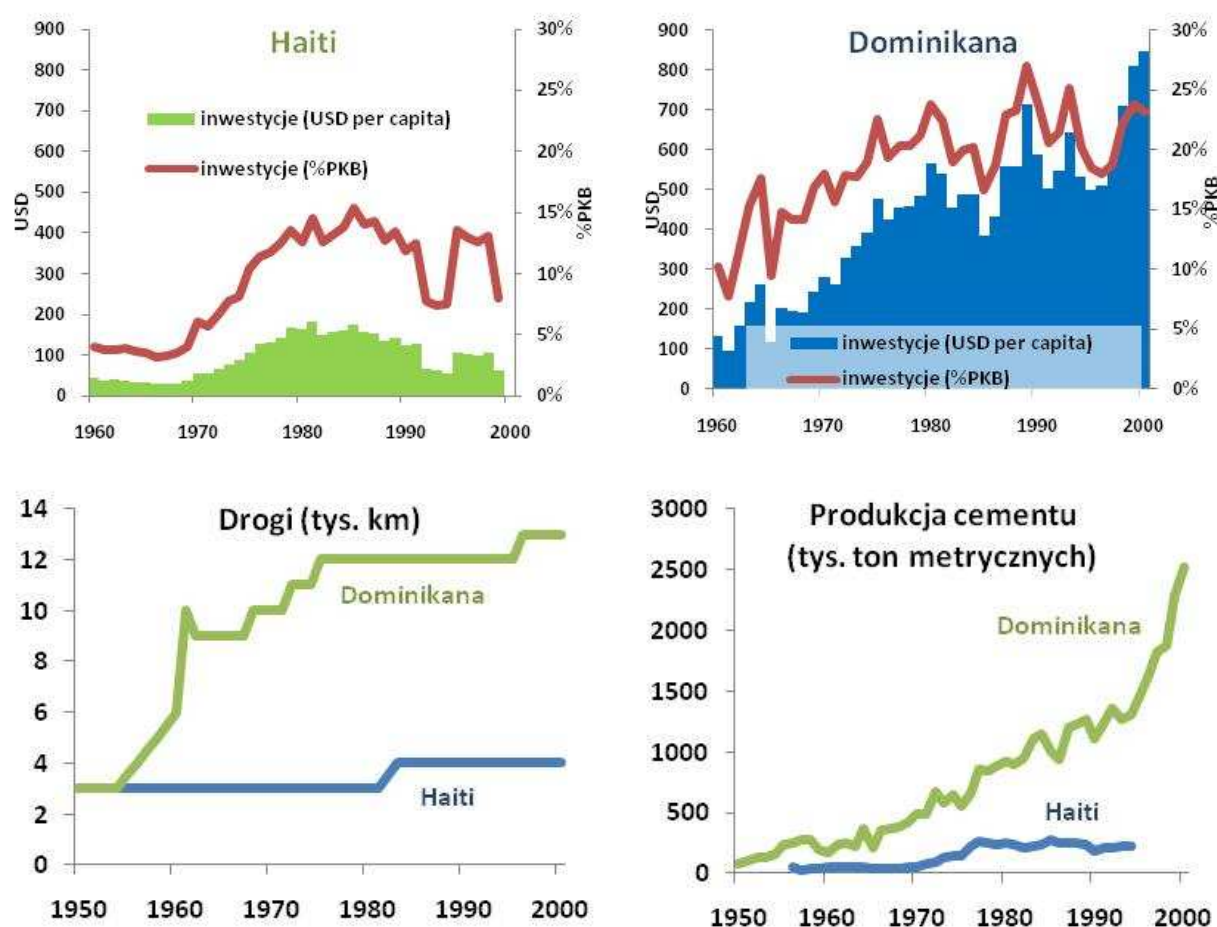 Haiti
900
800
700
600
500
400
300
200
100
0
USD
30%
25%
20%
15%
10%
5%
0%
%PKB
inwestycje (USD per capita)
inwestycje (%PKB)
1960 1970 1980 1990 2000
Dominikana
900
800
700
600
500
400
300
200
100
0
USD
30%
25%
20%
15%
10%
5%
0%
%PKB
inwestycje (USD per capita)
inwestycje (%PKB)
1960 1970 1980 1990 2000
Drogi (tys. km)
14
12
10
8
6
4
2
0
Dominikana
Haiti
1950 1960 1970 1980 1990 2000
Produkcja cementu
(tys. ton metrycznych)
3000
2500
2000
1500
1000
500
0
Dominikana
Haiti
1950 1960 1970 1980 1990 2000